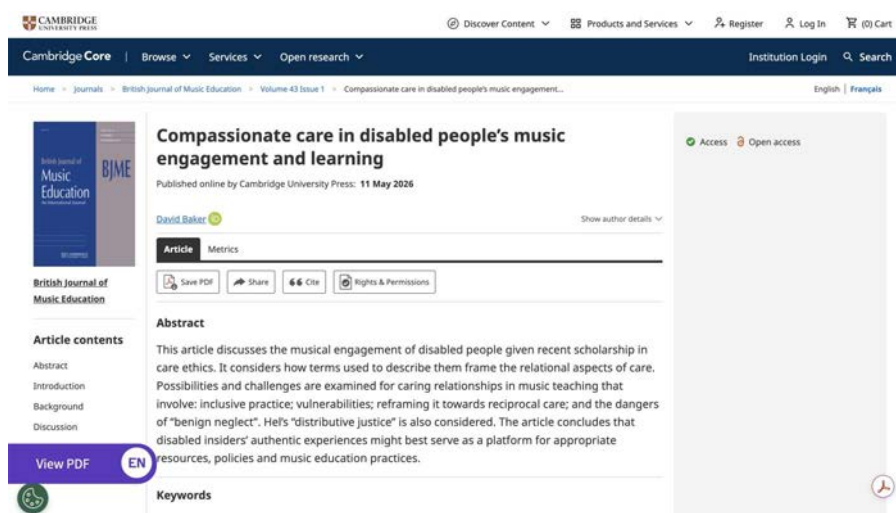 CAMBRIDGE
UNIVERSITY PRESS
Discover Content
Products and Services
Register
Log In
(0) Cart
Cambridge Core | Browse Services Open research
Institution Login
Search
Home > Journals > British Journal of Music Education > Volume 43 Issue 1 > Compassionate care in disabled people's music engagement...
English | Français
British Journal of
Music
Education
BJME
Compassionate care in disabled people's music
engagement and learning
Published online by Cambridge University Press: 11 May 2026
David Baker
iD
Show author details
Article Metrics
Save PDF
Share
Cite
Rights & Permissions
Access
Open access
British Journal of
Music Education
Article contents
Abstract
Introduction
Background
Discussion
View PDF
EN
Abstract
This article discusses the musical engagement of disabled people given recent scholarship in
care ethics. It considers how terms used to describe them frame the relational aspects of care.
Possibilities and challenges are examined for caring relationships in music teaching that
involve: inclusive practice; vulnerabilities; reframing it towards reciprocal care; and the dangers
of "benign neglect". Hel's "distributive justice" is also considered. The article concludes that
disabled insiders' authentic experiences might best serve as a platform for appropriate
resources, policies and music education practices.
Keywords